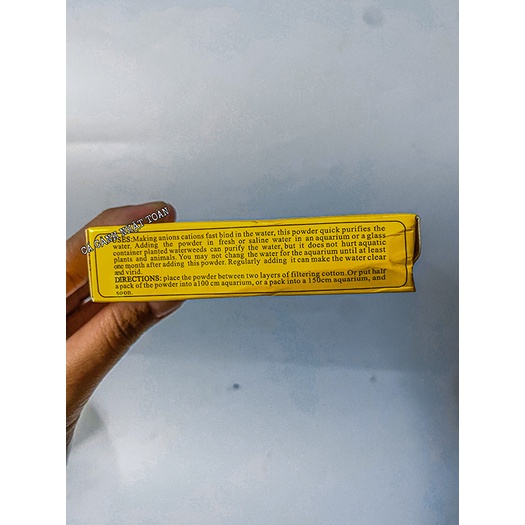 CÁ CẢNH NHẬT TOÀN
USES:Making anions cations fast bind in the water, this powder quick purifies the
water. Adding the powder in fresh or saline water in an aquarium or a glass
container planted waterweeds can purify the water, but it does not hurt aquatic
plants and animals. You may not chang the water for the aquarium until at least
one month after adding this powder. Regularly adding it can make the water clear
and virid.
DIRECTIONS: place the powder between two layers of filtering cotton. Or put half
a pack of the powder into a100 cm aquarium, or a pack into a 150cm aquarium, and
soon.